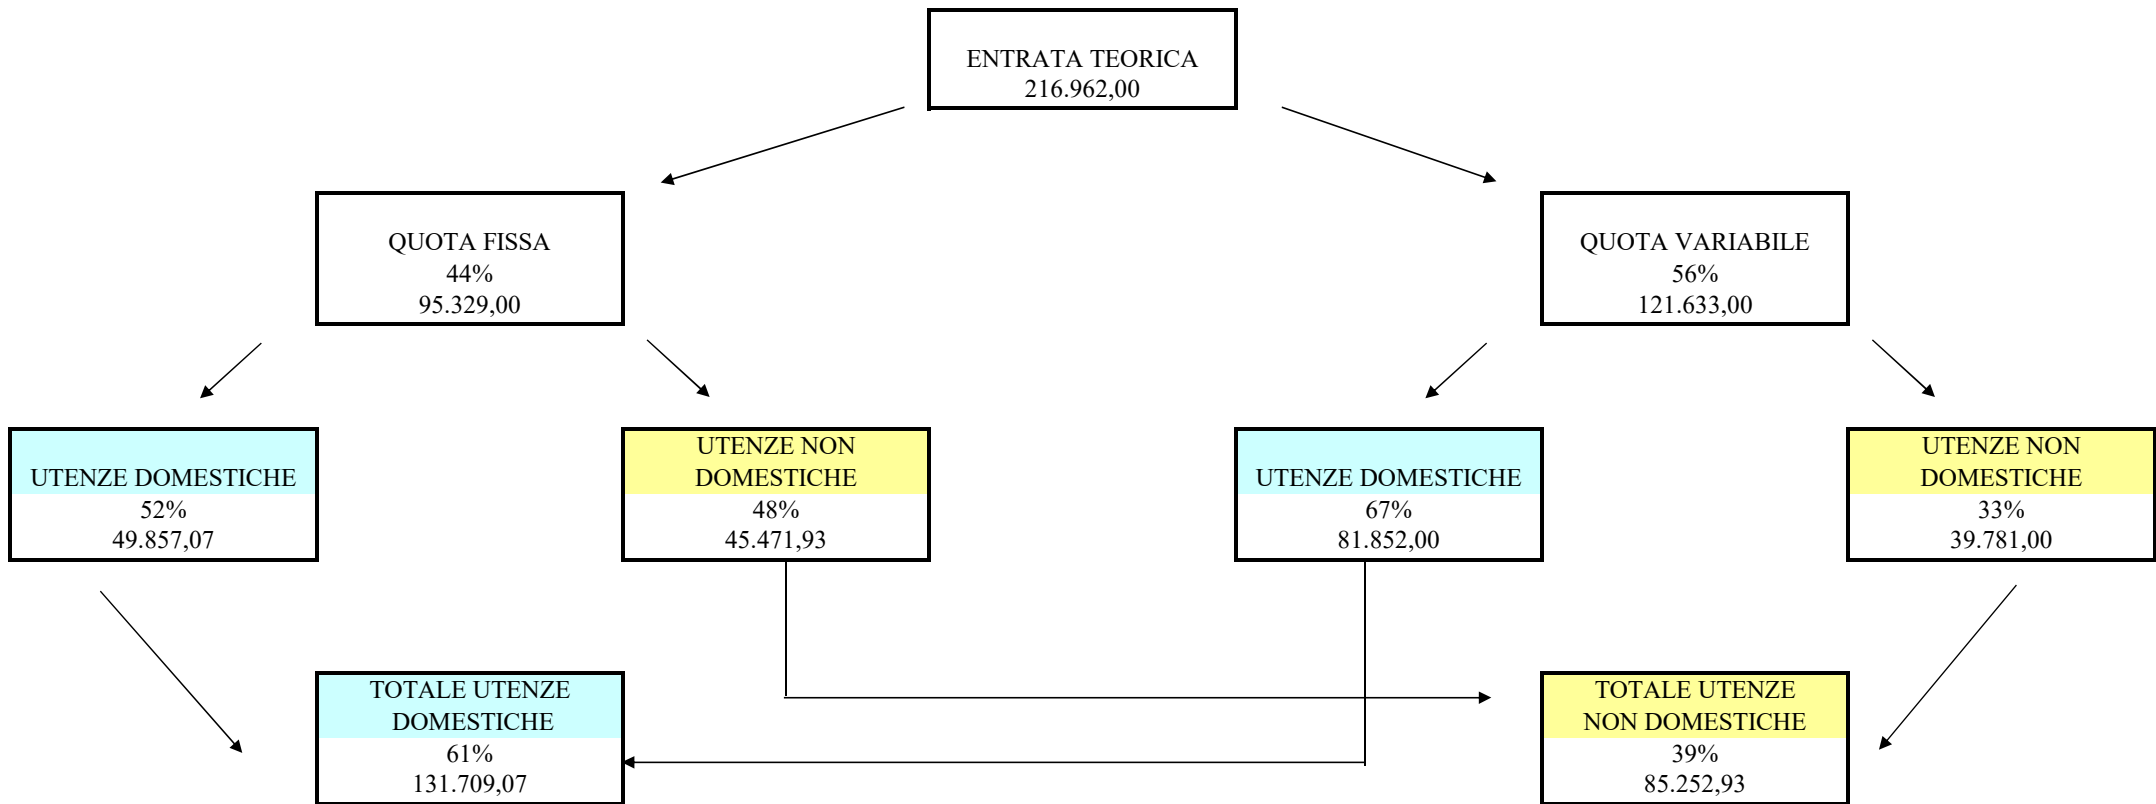 ENTRATA TEORICA
216.962,00
QUOTA FISSA
44%
95.329,00
QUOTA VARIABILE
56%
121.633,00
UTENZE DOMESTICHE
52%
49.857,07
UTENZE NON
DOMESTICHE
48%
45.471,93
UTENZE DOMESTICHE
67%
81.852,00
UTENZE NON
DOMESTICHE
33%
39.781,00
TOTALE UTENZE
DOMESTICHE
61%
131.709,07
TOTALE UTENZE
NON DOMESTICHE
39%
85.252,93